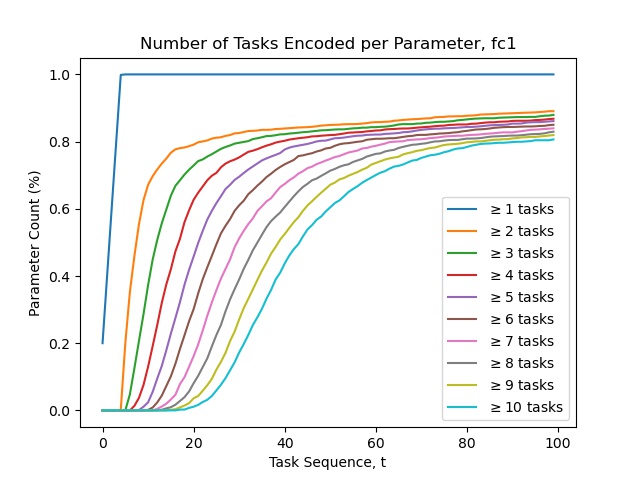 Number of Tasks Encoded per Parameter, fc1
Parameter Count (%)
1.0
0.8
0.6
0.4
0.2
0.0
≥ 1 tasks
≥ 2 tasks
≥ 3 tasks
≥ 4 tasks
≥ 5 tasks
≥ 6 tasks
≥ 7 tasks
≥ 8 tasks
≥ 9 tasks
≥ 10 tasks
0 20 40 60 80 100
Task Sequence, t